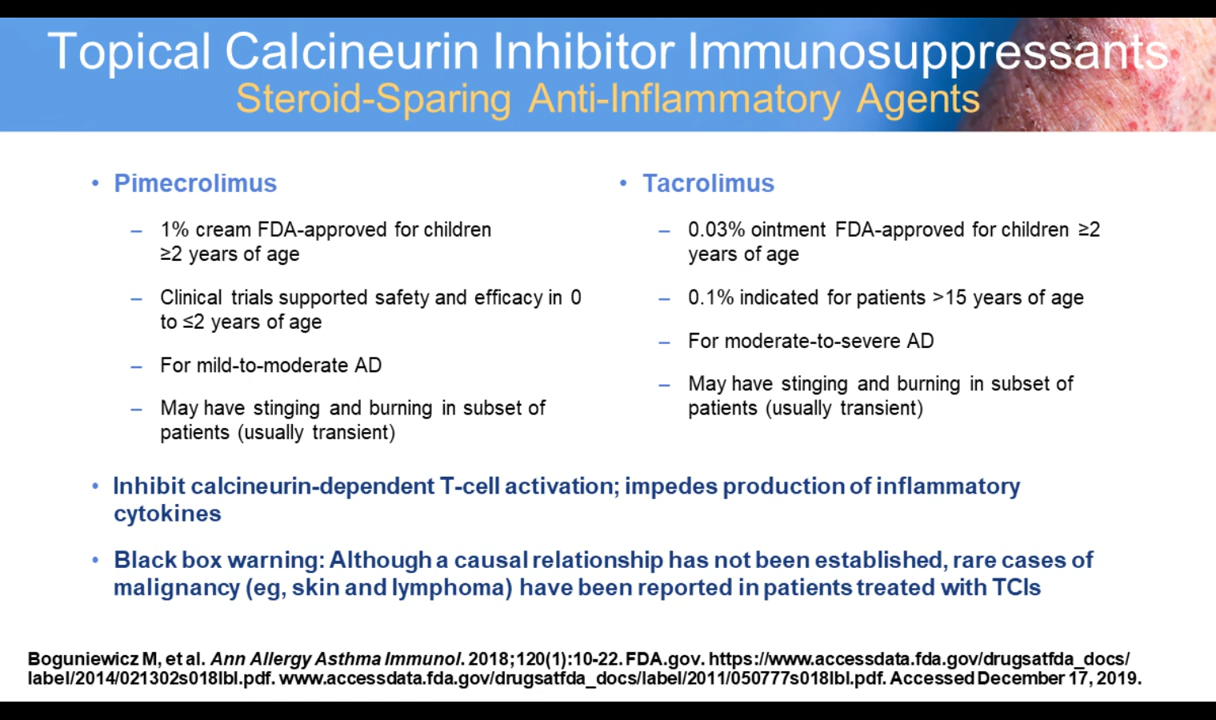 Topical Calcineurin Inhibitor Immunosuppressants
Steroid-Sparing Anti-Inflammatory Agents
• Pimecrolimus
– 1% cream FDA-approved for children
≥2 years of age
– Clinical trials supported safety and efficacy in 0
to ≤2 years of age
– For mild-to-moderate AD
– May have stinging and burning in subset of
patients (usually transient)
• Tacrolimus
– 0.03% ointment FDA-approved for children ≥2
years of age
– 0.1% indicated for patients >15 years of age
– For moderate-to-severe AD
– May have stinging and burning in subset of
patients (usually transient)
• Inhibit calcineurin-dependent T-cell activation; impedes production of inflammatory
cytokines
• Black box warning: Although a causal relationship has not been established, rare cases of
malignancy (eg, skin and lymphoma) have been reported in patients treated with TCIs
Boguniewicz M, et al. Ann Allergy Asthma Immunol. 2018;120(1):10-22. FDA.gov. https://www.accessdata.fda.gov/drugsatfda_docs/
label/2014/021302s018lbl.pdf. www.accessdata.fda.gov/drugsatfda_docs/label/2011/050777s018lbl.pdf. Accessed December 17, 2019.